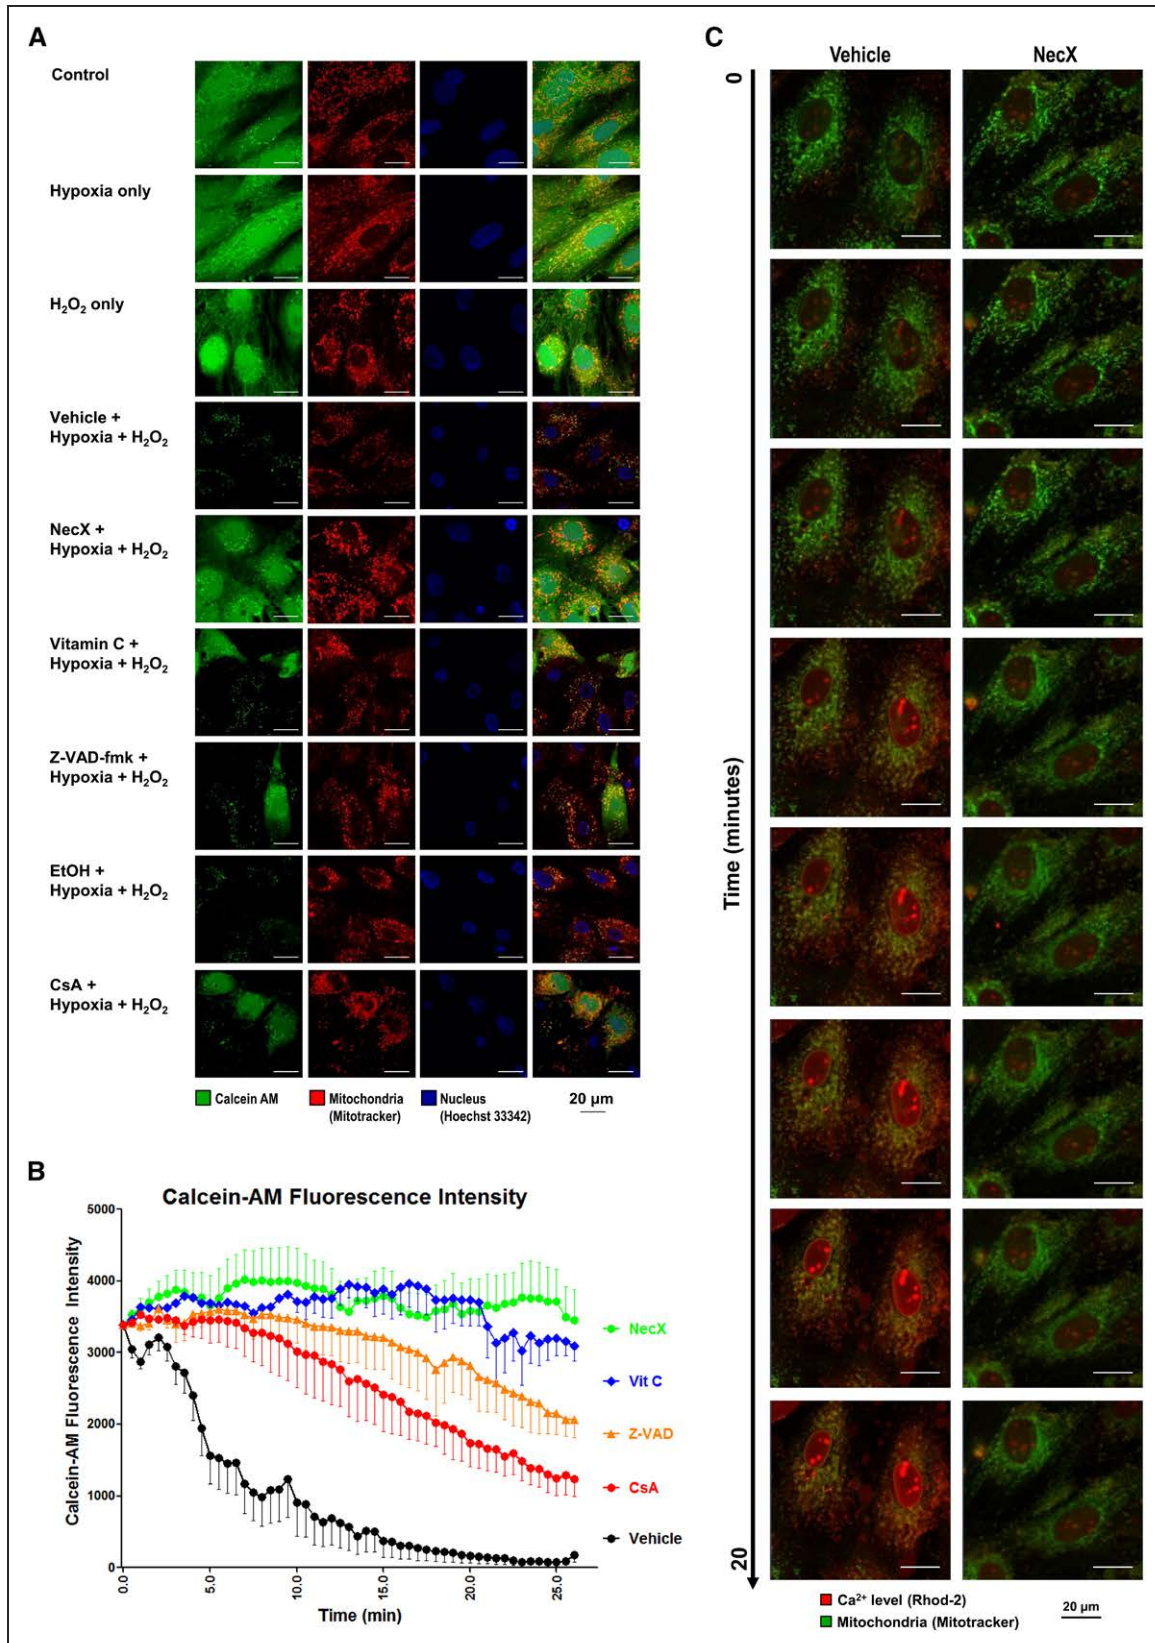 A
Control
Hypoxia only
H₂O₂ only
Vehicle +
Hypoxia + H₂O₂
NecX +
Hypoxia + H₂O₂
Vitamin C +
Hypoxia + H₂O₂
Z-VAD-fmk +
Hypoxia + H₂O₂
EtOH +
Hypoxia + H₂O₂
CsA +
Hypoxia + H₂O₂
Calcein AM
Mitochondria
(Mitotracker)
Nucleus
(Hoechst 33342)
20 µm
B
Calcein-AM Fluorescence Intensity
Calcein-AM Fluorescence Intensity
5000
4000
3000
2000
1000
0
0.0
5.0
10.0
15.0
20.0
25.0
Time (min)
NecX
Vit C
Z-VAD
CsA
Vehicle
C
Vehicle
NecX
0
Time (minutes)
20
Ca²⁺ level (Rhod-2)
Mitochondria (Mitotracker)
20 µm